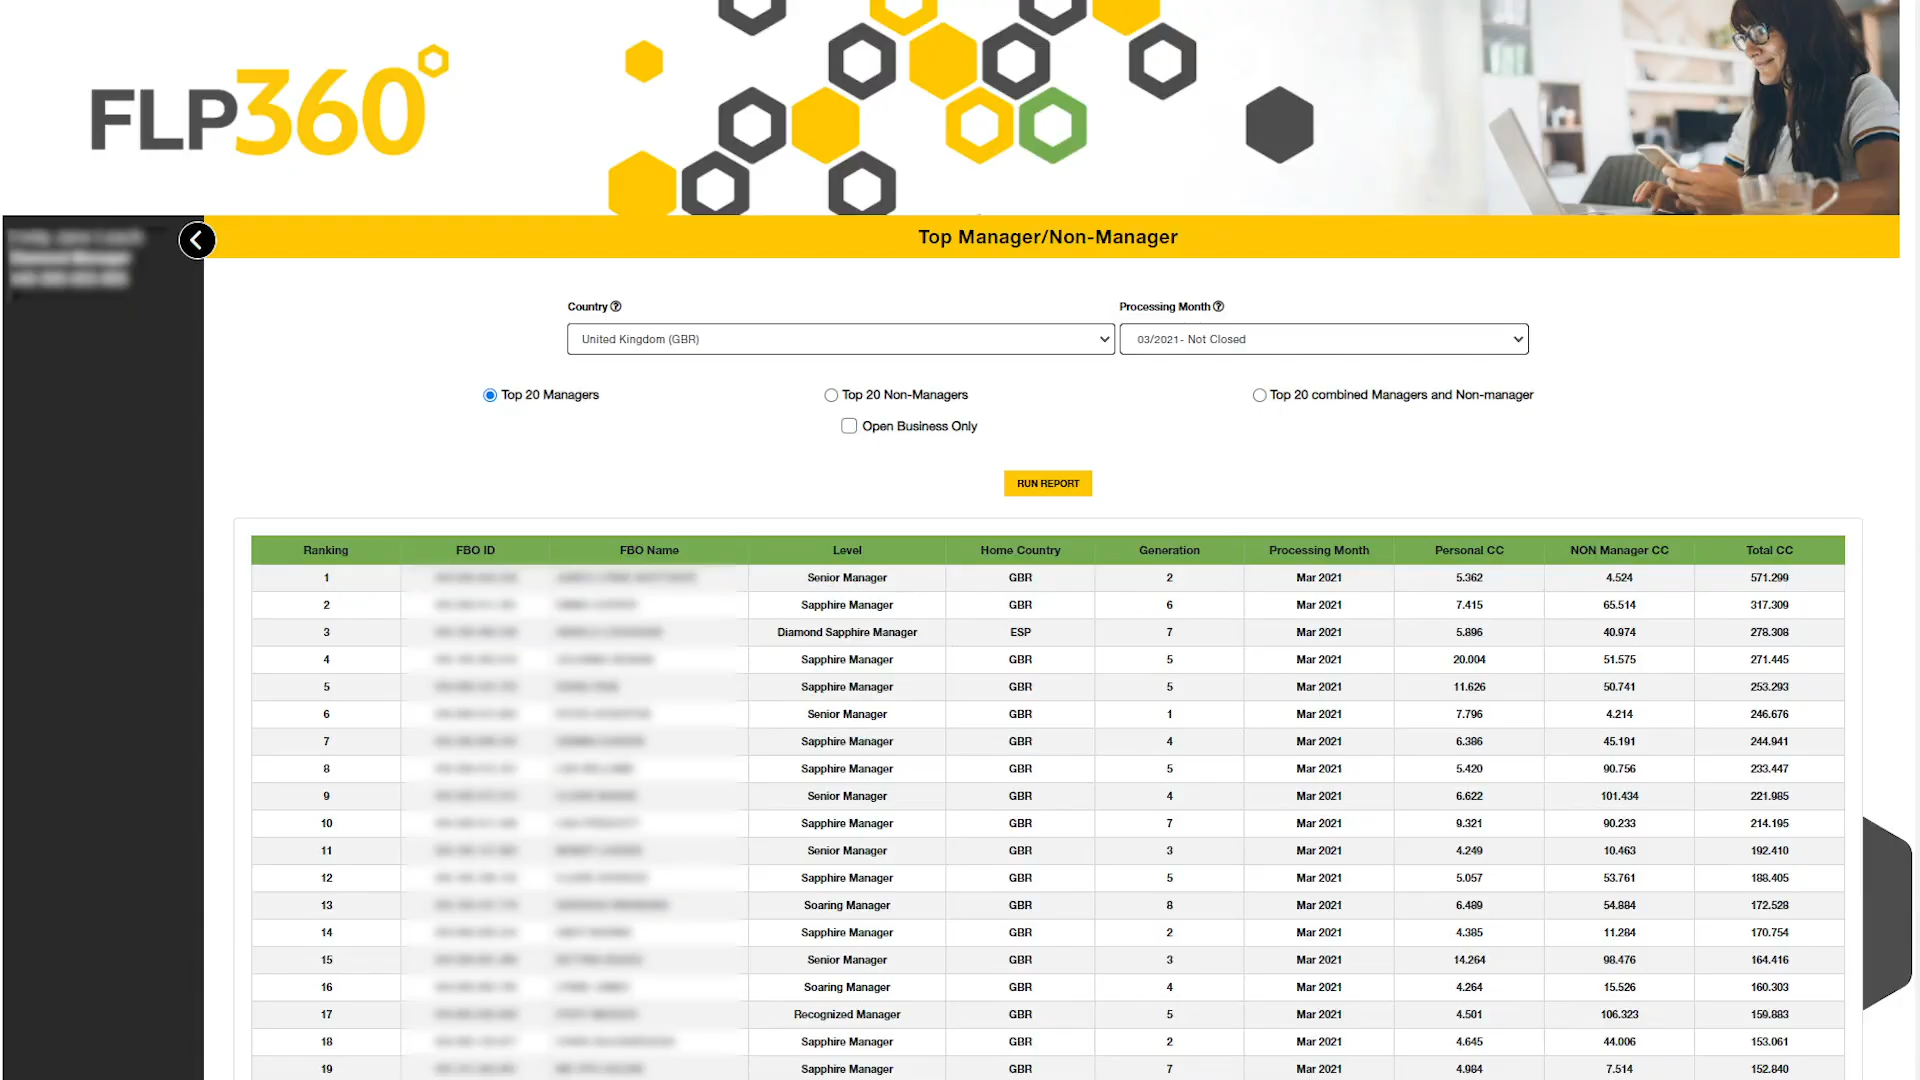 FLP360
Top Manager/Non-Manager
Country ?
Processing Month ?
United Kingdom (GBR)
03/2021- Not Closed
Top 20 Managers
Top 20 Non-Managers
Top 20 combined Managers and Non-manager
Open Business Only
RUN REPORT
Ranking FBO ID FBO Name Level Home Country Generation Processing Month Personal CC NON Manager CC Total CC
1 Senior Manager GBR 2 Mar 2021 5.362 4.524 571.299
2 Sapphire Manager GBR 6 Mar 2021 7.415 65.514 317.309
3 Diamond Sapphire Manager ESP 7 Mar 2021 5.896 40.974 278.308
4 Sapphire Manager GBR 5 Mar 2021 20.004 51.575 271.445
5 Sapphire Manager GBR 5 Mar 2021 11.626 50.741 253.293
6 Senior Manager GBR 1 Mar 2021 7.796 4.214 246.676
7 Sapphire Manager GBR 4 Mar 2021 6.386 45.191 244.941
8 Sapphire Manager GBR 5 Mar 2021 5.420 90.756 233.447
9 Senior Manager GBR 4 Mar 2021 6.622 101.434 221.985
10 Sapphire Manager GBR 7 Mar 2021 9.321 90.233 214.195
11 Senior Manager GBR 3 Mar 2021 4.249 10.463 192.410
12 Sapphire Manager GBR 5 Mar 2021 5.057 53.761 188.405
13 Soaring Manager GBR 8 Mar 2021 6.489 54.884 172.528
14 Sapphire Manager GBR 2 Mar 2021 4.385 11.284 170.754
15 Senior Manager GBR 3 Mar 2021 14.264 98.476 164.416
16 Soaring Manager GBR 4 Mar 2021 4.264 15.526 160.303
17 Recognized Manager GBR 5 Mar 2021 4.501 106.323 159.883
18 Sapphire Manager GBR 2 Mar 2021 4.645 44.006 153.061
19 Sapphire Manager GBR 7 Mar 2021 4.984 7.514 152.840